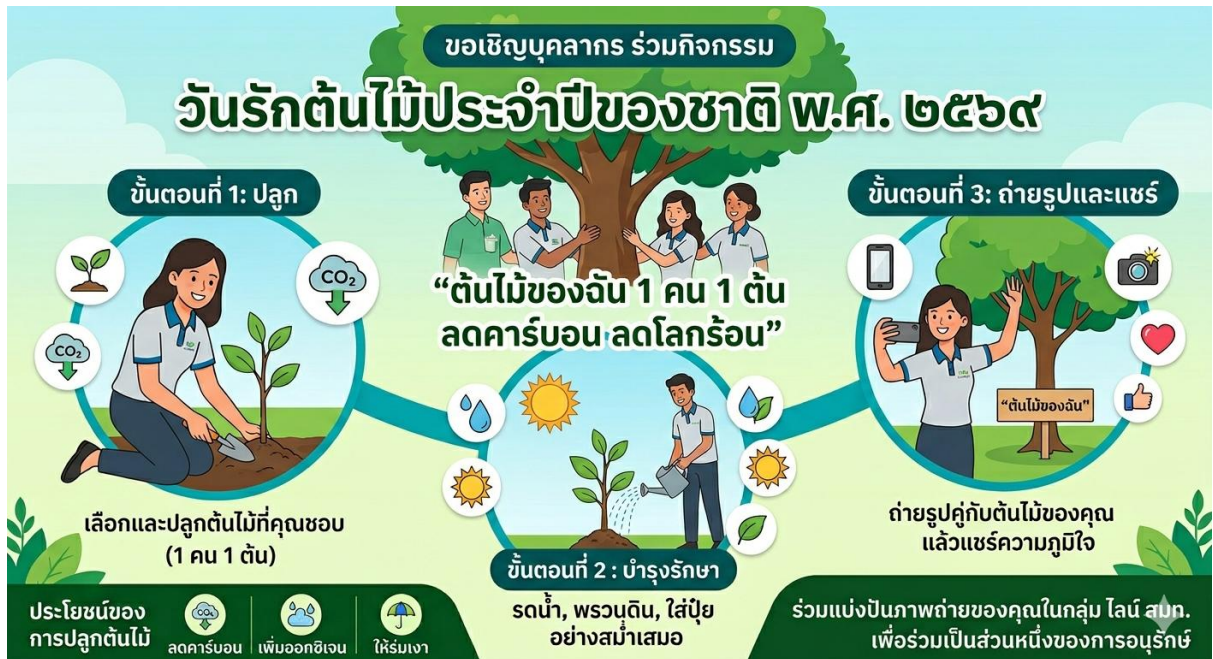 ขอเชิญบุคลากร ร่วมกิจกรรม
วันรักต้นไม้ประจำปีของชาติ พ.ศ. ๒๕๖๙
ขั้นตอนที่ 1: ปลูก
CO₂
CO₂
เลือกและปลูกต้นไม้ที่คุณชอบ
(1 คน 1 ต้น)
“ต้นไม้ของฉัน 1 คน 1 ต้น
ลดคาร์บอน ลดโลกร้อน”
ขั้นตอนที่ 2 : บำรุงรักษา
รดน้ำ, พรวนดิน, ใส่ปุ๋ย
อย่างสม่ำเสมอ
ขั้นตอนที่ 3: ถ่ายรูปและแชร์
“ต้นไม้ของฉัน”
ถ่ายรูปคู่กับต้นไม้ของคุณ
แล้วแชร์ความภูมิใจ
ประโยชน์ของ
การปลูกต้นไม้
ลดคาร์บอน
เพิ่มออกซิเจน
ให้ร่มเงา
ร่วมแบ่งปันภาพถ่ายของคุณในกลุ่ม ไลน์ สมท.
เพื่อร่วมเป็นส่วนหนึ่งของการอนุรักษ์